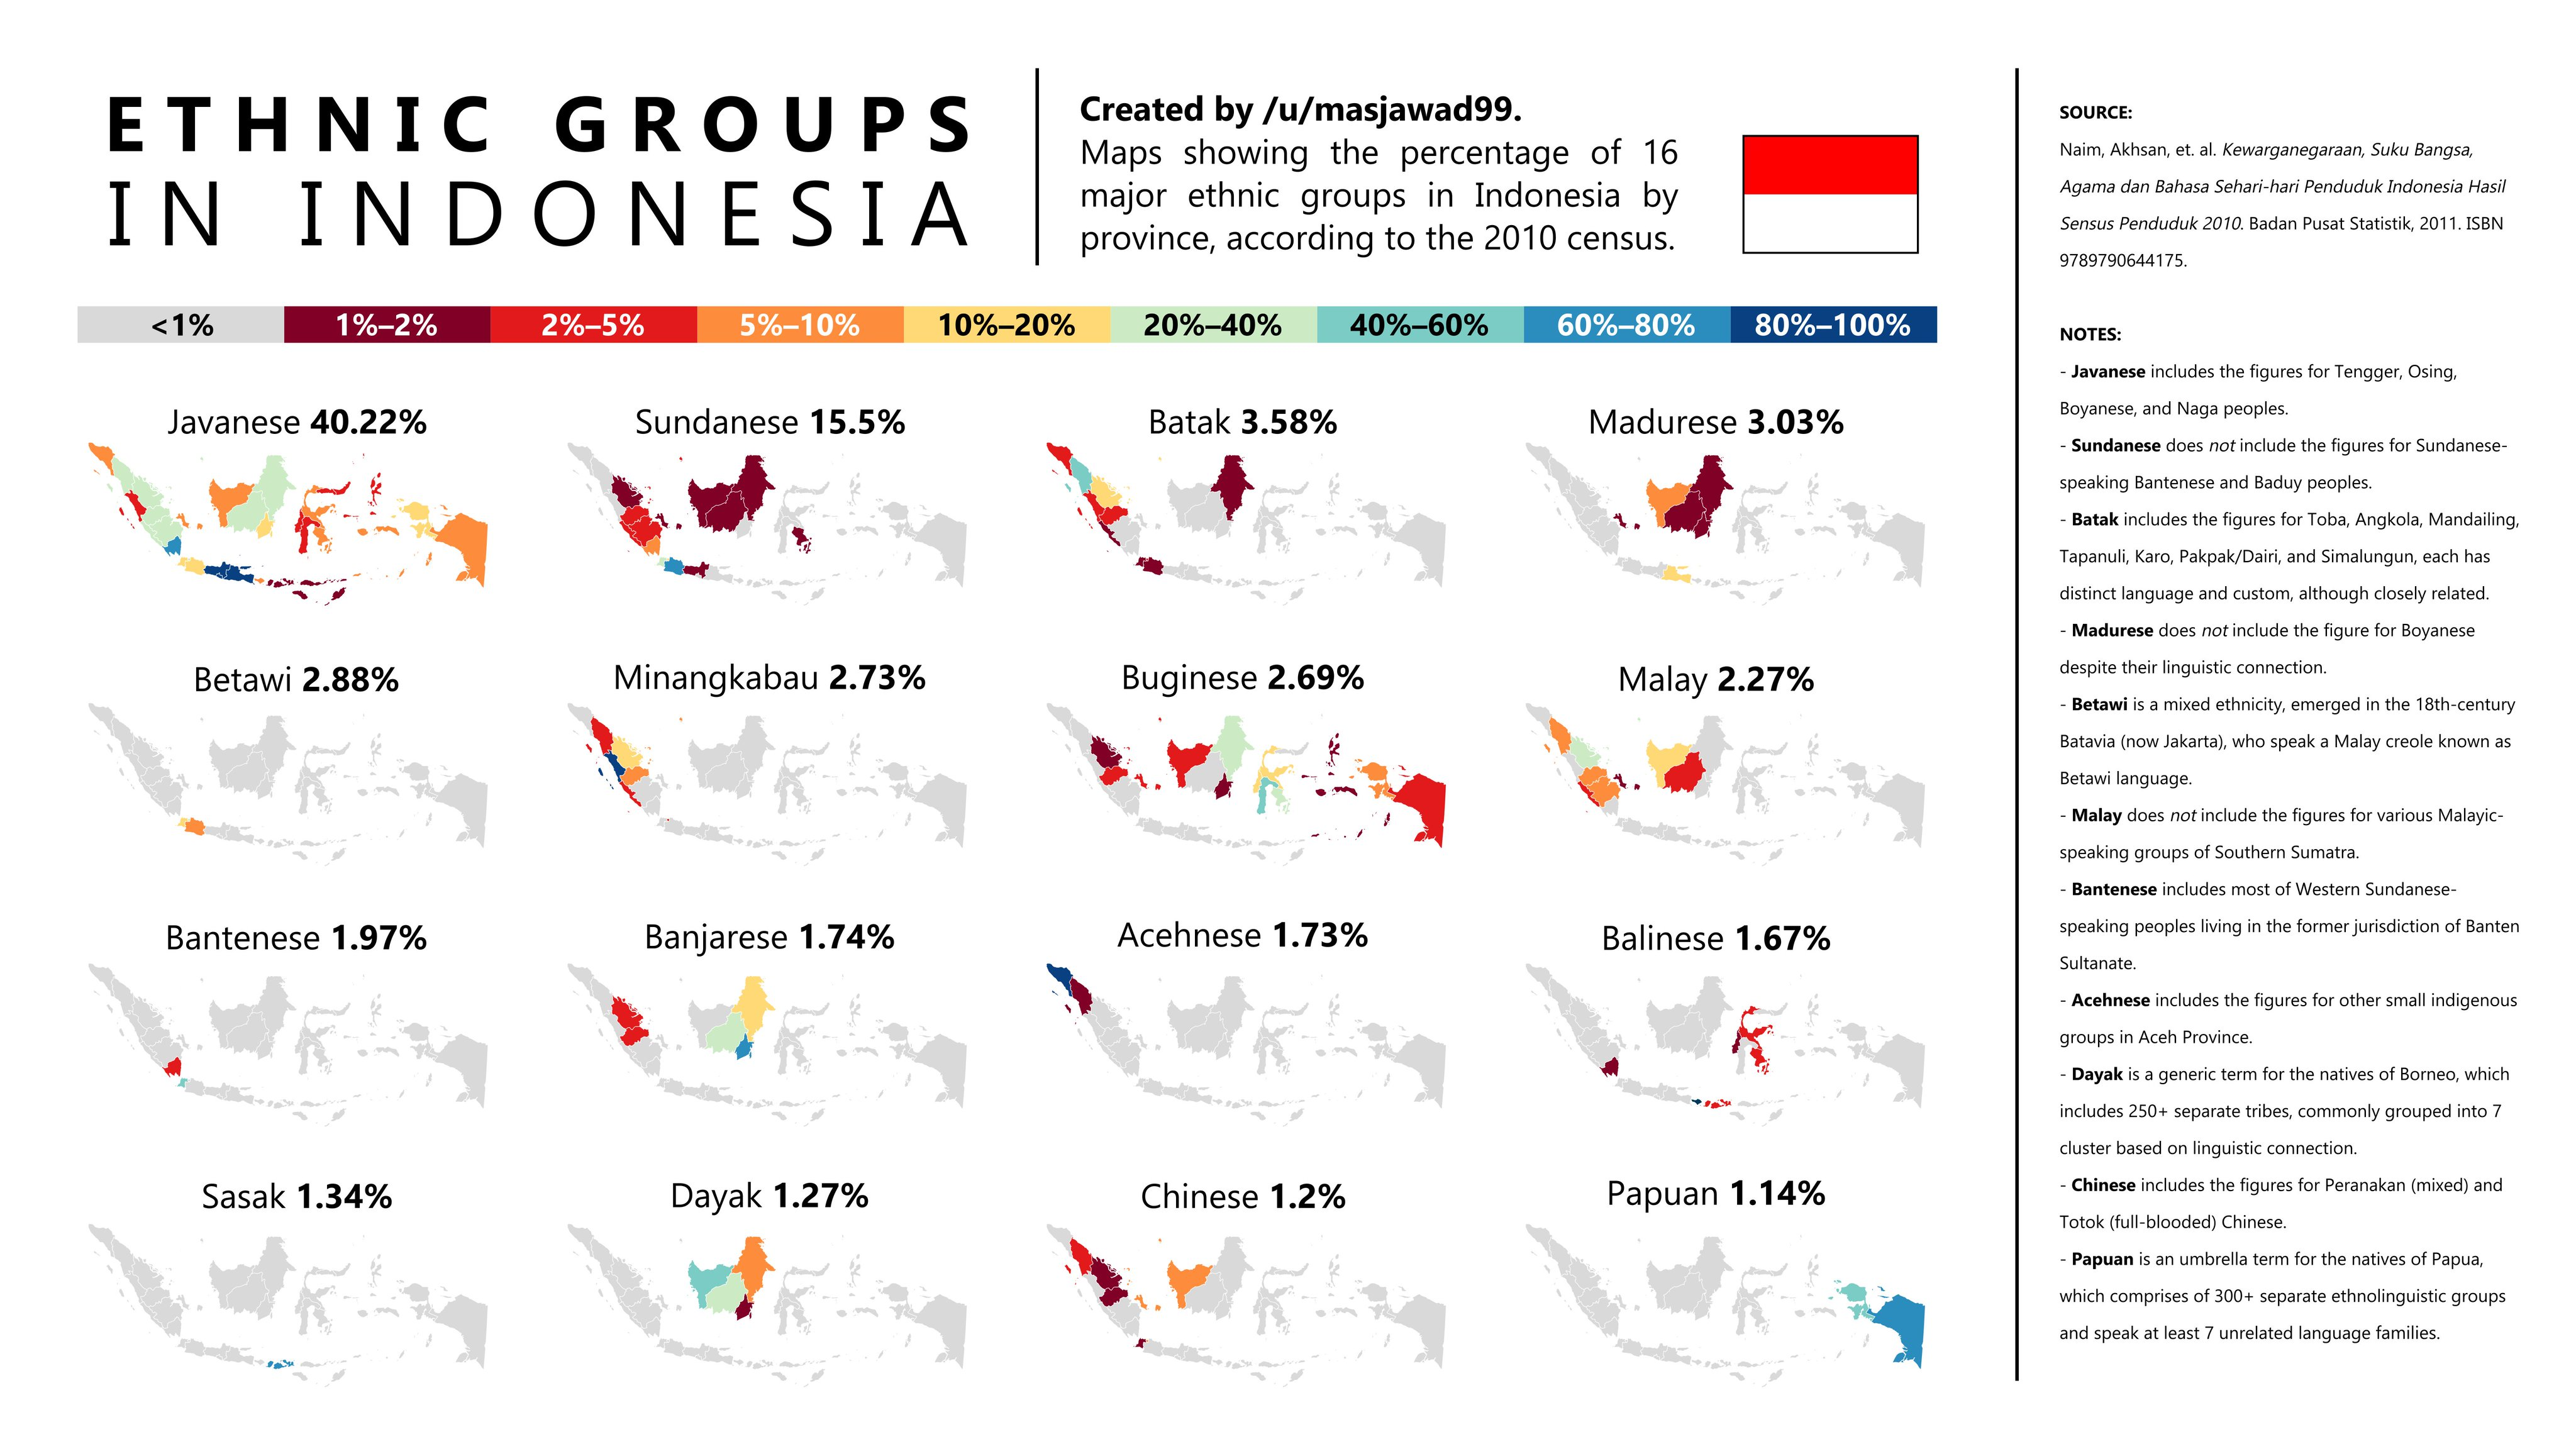 ETHNIC GROUPS
IN INDONESIA
Created by /u/masjawad99.
Maps showing the percentage of 16
major ethnic groups in Indonesia by
province, according to the 2010 census.
<1% 1%–2% 2%–5% 5%–10% 10%–20% 20%–40% 40%–60% 60%–80% 80%–100%
Javanese 40.22%
Sundanese 15.5%
Batak 3.58%
Madurese 3.03%
Betawi 2.88%
Minangkabau 2.73%
Buginese 2.69%
Malay 2.27%
Bantenese 1.97%
Banjarese 1.74%
Acehnese 1.73%
Balinese 1.67%
Sasak 1.34%
Dayak 1.27%
Chinese 1.2%
Papuan 1.14%
SOURCE:
Naim, Akhsan, et. al. Kewarganegaraan, Suku Bangsa,
Agama dan Bahasa Sehari-hari Penduduk Indonesia Hasil
Sensus Penduduk 2010. Badan Pusat Statistik, 2011. ISBN
9789790644175.
NOTES:
- Javanese includes the figures for Tengger, Osing,
Boyanese, and Naga peoples.
- Sundanese does not include the figures for Sundanese-
speaking Bantenese and Baduy peoples.
- Batak includes the figures for Toba, Angkola, Mandailing,
Tapanuli, Karo, Pakpak/Dairi, and Simalungun, each has
distinct language and custom, although closely related.
- Madurese does not include the figure for Boyanese
despite their linguistic connection.
- Betawi is a mixed ethnicity, emerged in the 18th-century
Batavia (now Jakarta), who speak a Malay creole known as
Betawi language.
- Malay does not include the figures for various Malayic-
speaking groups of Southern Sumatra.
- Bantenese includes most of Western Sundanese-
speaking peoples living in the former jurisdiction of Banten
Sultanate.
- Acehnese includes the figures for other small indigenous
groups in Aceh Province.
- Dayak is a generic term for the natives of Borneo, which
includes 250+ separate tribes, commonly grouped into 7
cluster based on linguistic connection.
- Chinese includes the figures for Peranakan (mixed) and
Totok (full-blooded) Chinese.
- Papuan is an umbrella term for the natives of Papua,
which comprises of 300+ separate ethnolinguistic groups
and speak at least 7 unrelated language families.